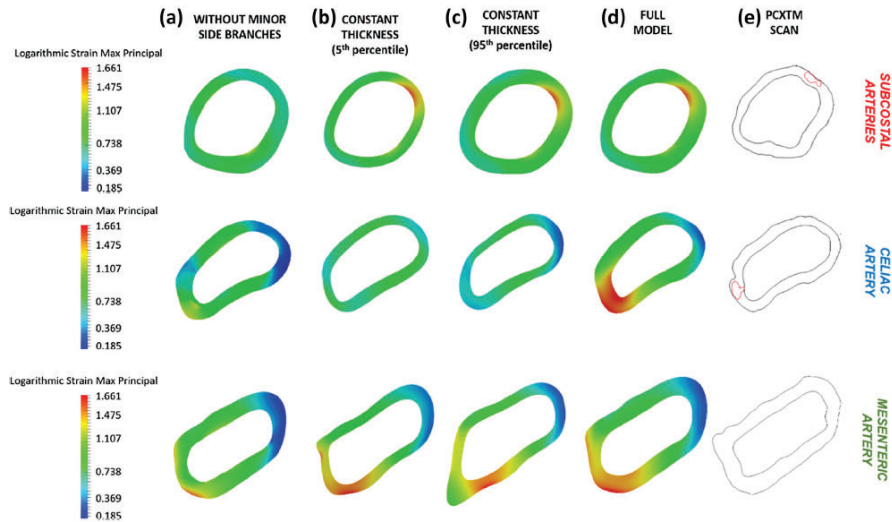 (a)
WITHOUT MINOR
SIDE BRANCHES
(b)
CONSTANT
THICKNESS
(5th percentile)
(c)
CONSTANT
THICKNESS
(95th percentile)
(d)
FULL
MODEL
(e)
PCXTM
SCAN
Logarithmic Strain Max Principal
1.661
1.475
1.107
0.738
0.369
0.185
SUBCOSTAL
ARTERIES
Logarithmic Strain Max Principal
1.661
1.475
1.107
0.738
0.369
0.185
CELIAC
ARTERY
Logarithmic Strain Max Principal
1.661
1.475
1.107
0.738
0.369
0.185
MESENTERIC
ARTERY